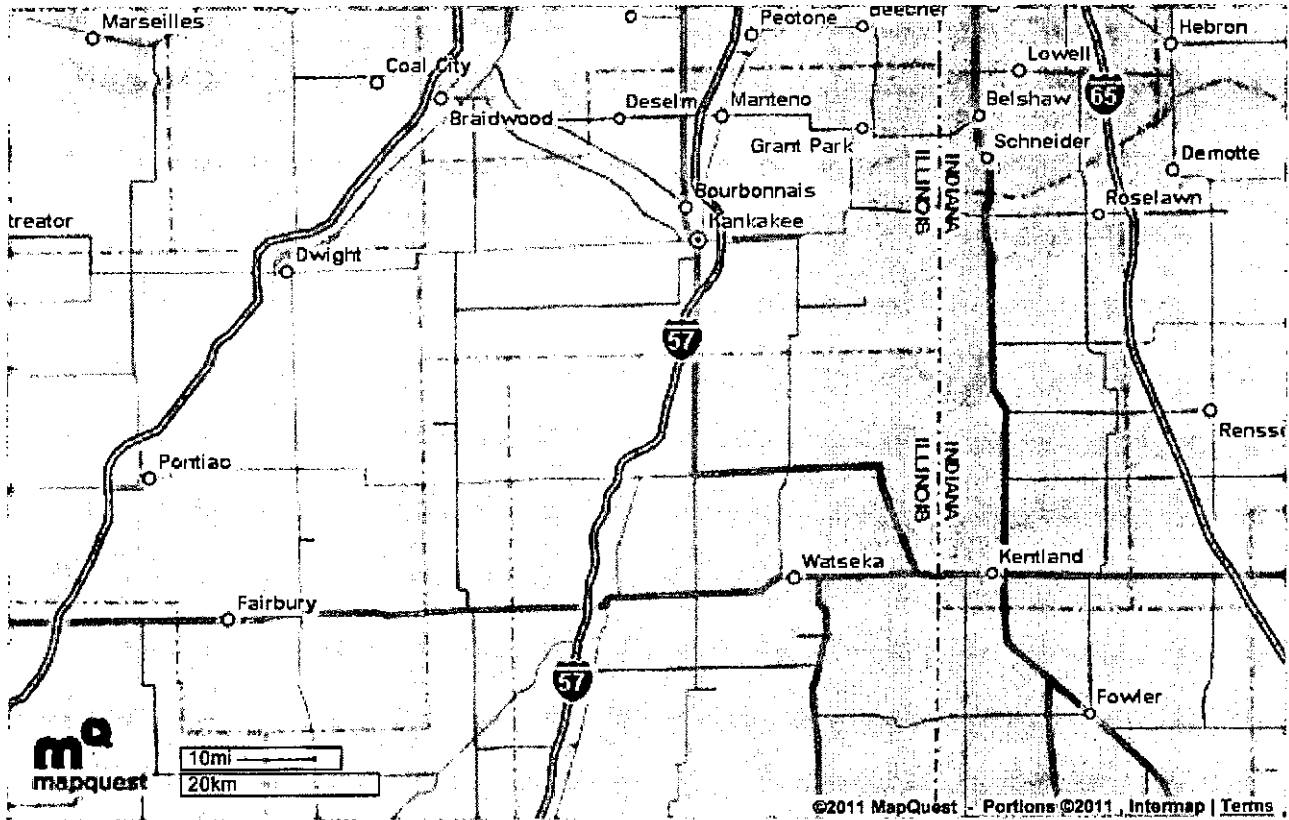 Marseilles
Peotone
Beecher
Hebron
Coal City
Lowell
65
Braidwood
Deselm
Manteno
Belshaw
Grant Park
Schneider
Demotte
ILLINOIS
INDIANA
Bourbonnais
Kankakee
Roselawn
treator
Dwight
57
Renss
Pontiac
ILLINOIS
INDIANA
Watseka
Kentland
Fairbury
57
Fowler
mQ
mapquest
10mi
20km
©2011 MapQuest - Portions ©2011 , Intermap | Terms